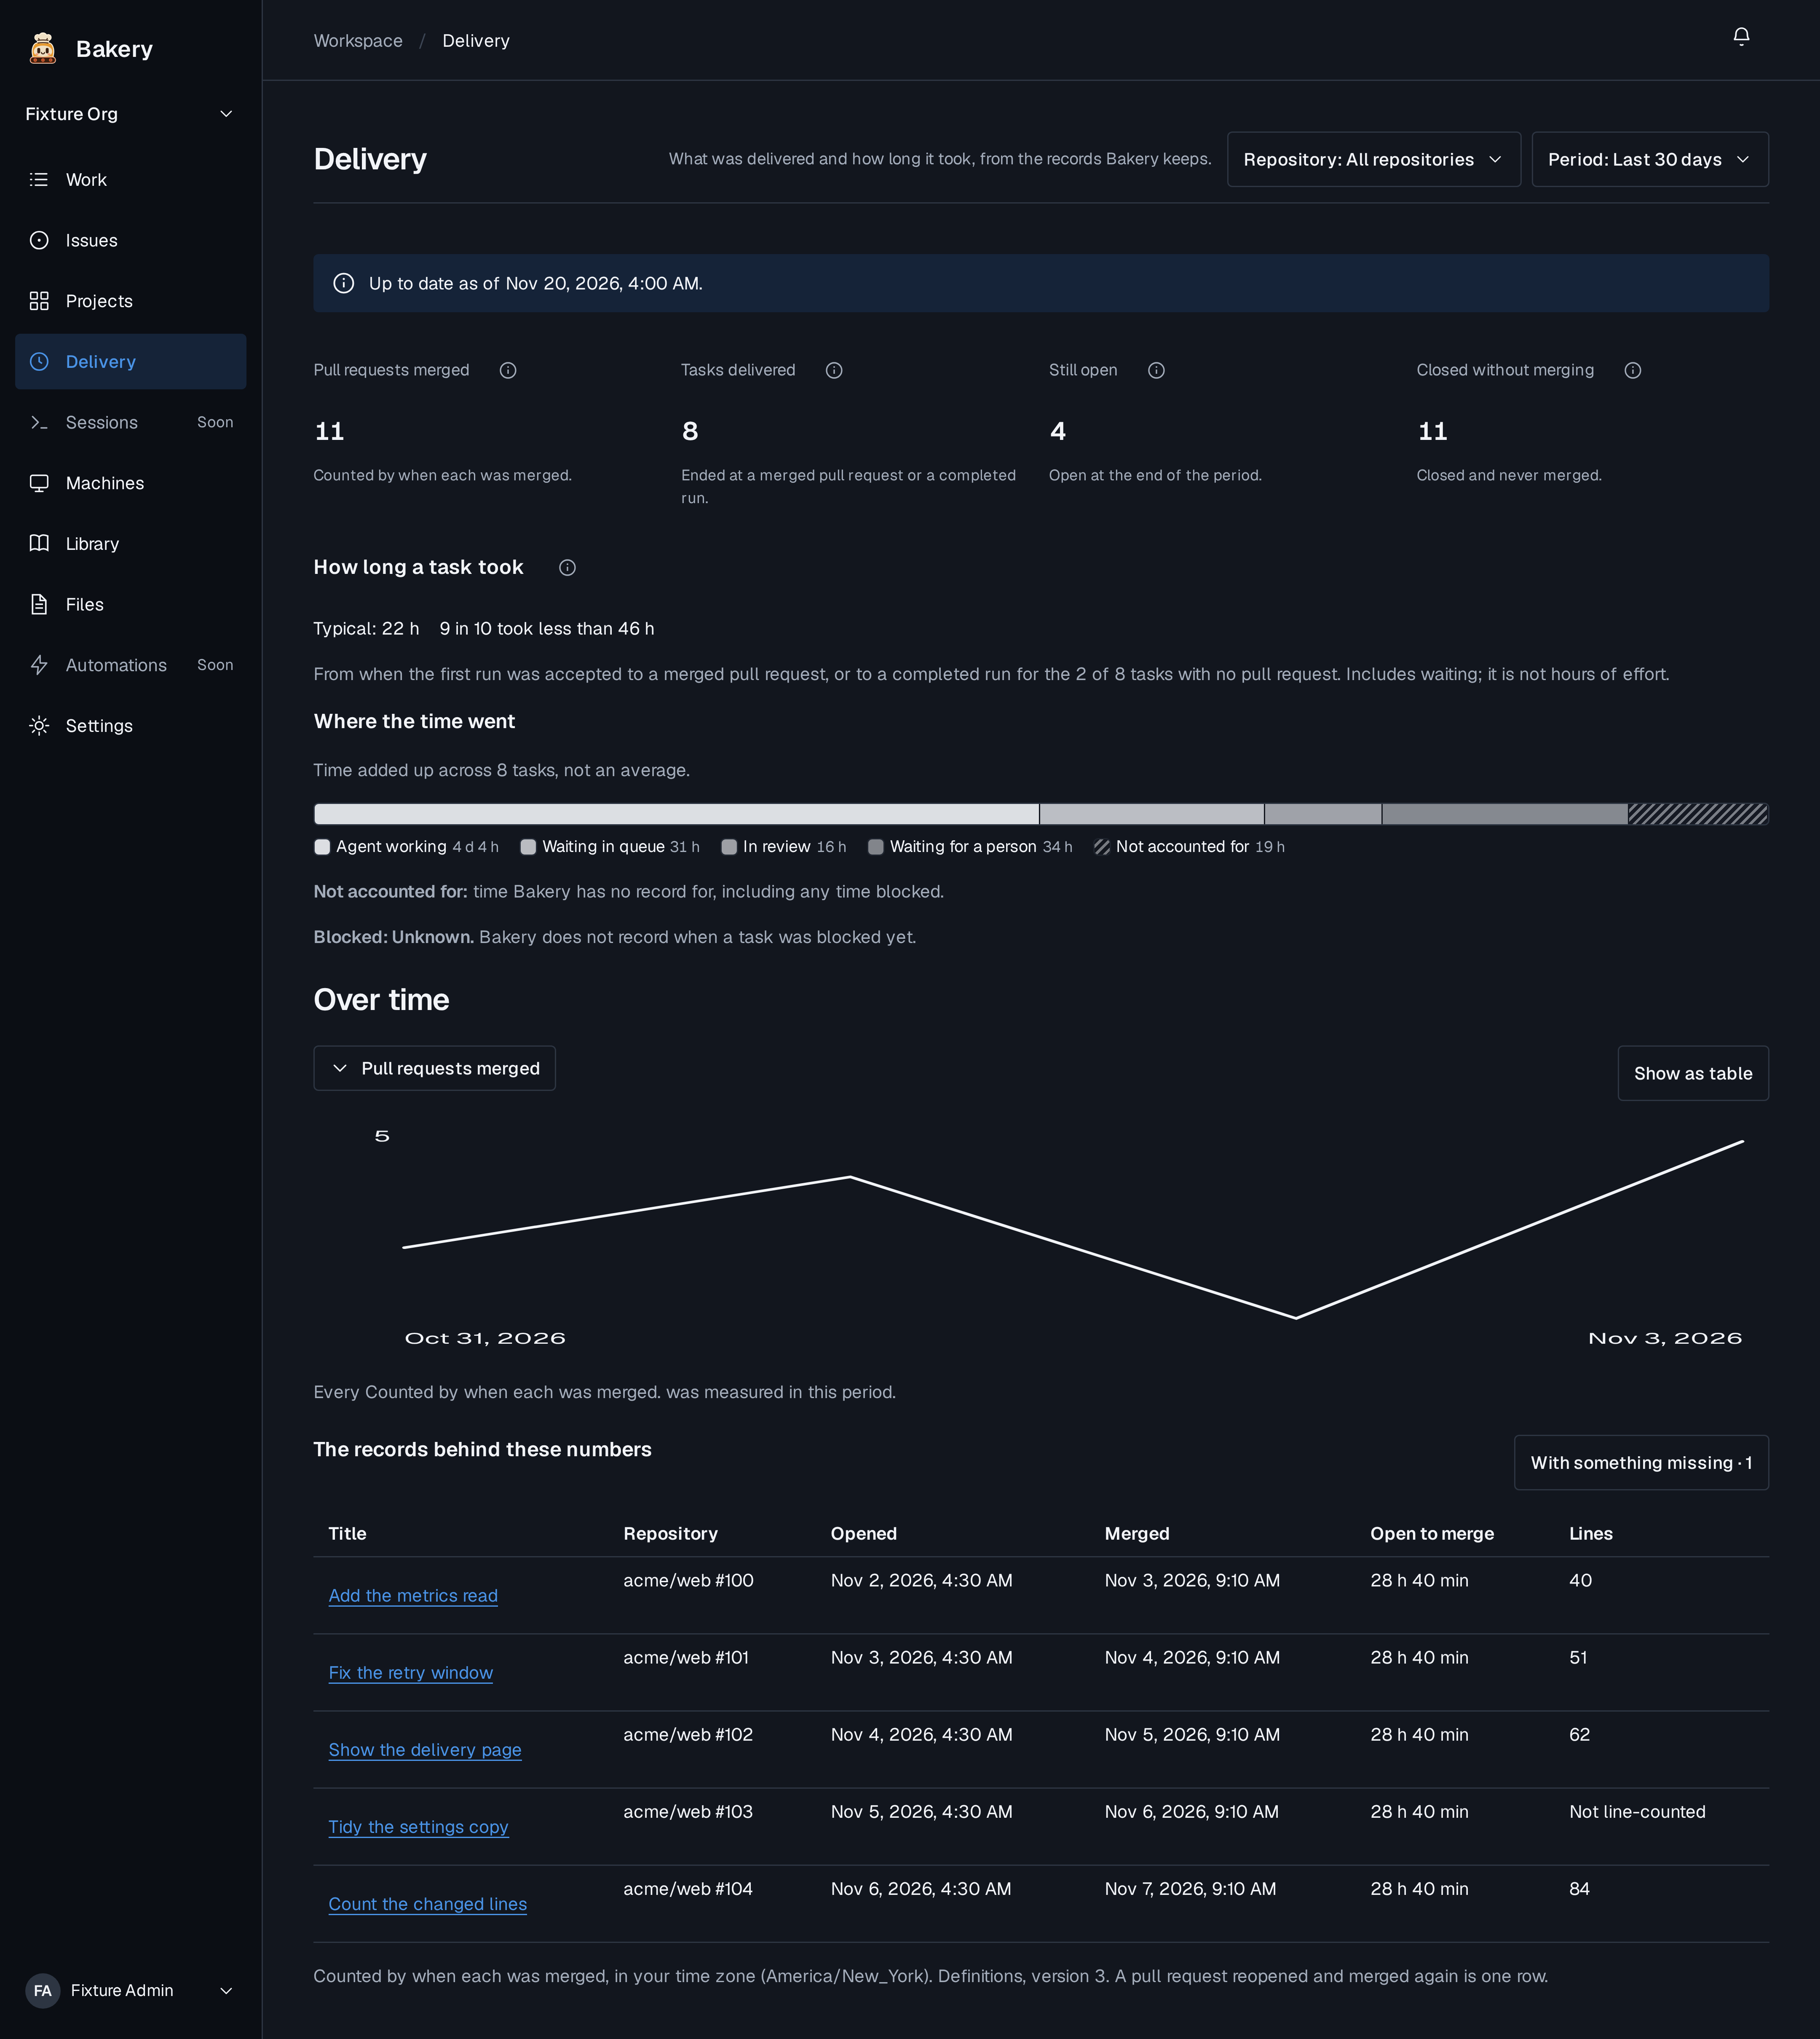 Bakery
Fixture Org
Work
Issues
Projects
Delivery
Sessions Soon
Machines
Library
Files
Automations Soon
Settings
FA Fixture Admin
Workspace / Delivery
Delivery
What was delivered and how long it took, from the records Bakery keeps.
Repository: All repositories
Period: Last 30 days
Up to date as of Nov 20, 2026, 4:00 AM.
Pull requests merged
11
Counted by when each was merged.
Tasks delivered
8
Ended at a merged pull request or a completed
run.
Still open
4
Open at the end of the period.
Closed without merging
11
Closed and never merged.
How long a task took
Typical: 22 h 9 in 10 took less than 46 h
From when the first run was accepted to a merged pull request, or to a completed run for the 2 of 8 tasks with no pull request. Includes waiting; it is not hours of effort.
Where the time went
Time added up across 8 tasks, not an average.
Agent working 4 d 4 h Waiting in queue 31 h In review 16 h Waiting for a person 34 h Not accounted for 19 h
Not accounted for: time Bakery has no record for, including any time blocked.
Blocked: Unknown. Bakery does not record when a task was blocked yet.
Over time
Pull requests merged
Show as table
5
Oct 31, 2026 Nov 3, 2026
Every Counted by when each was merged. was measured in this period.
The records behind these numbers
With something missing · 1
Title Repository Opened Merged Open to merge Lines
Add the metrics read acme/web #100 Nov 2, 2026, 4:30 AM Nov 3, 2026, 9:10 AM 28 h 40 min 40
Fix the retry window acme/web #101 Nov 3, 2026, 4:30 AM Nov 4, 2026, 9:10 AM 28 h 40 min 51
Show the delivery page acme/web #102 Nov 4, 2026, 4:30 AM Nov 5, 2026, 9:10 AM 28 h 40 min 62
Tidy the settings copy acme/web #103 Nov 5, 2026, 4:30 AM Nov 6, 2026, 9:10 AM 28 h 40 min Not line-counted
Count the changed lines acme/web #104 Nov 6, 2026, 4:30 AM Nov 7, 2026, 9:10 AM 28 h 40 min 84
Counted by when each was merged, in your time zone (America/New_York). Definitions, version 3. A pull request reopened and merged again is one row.